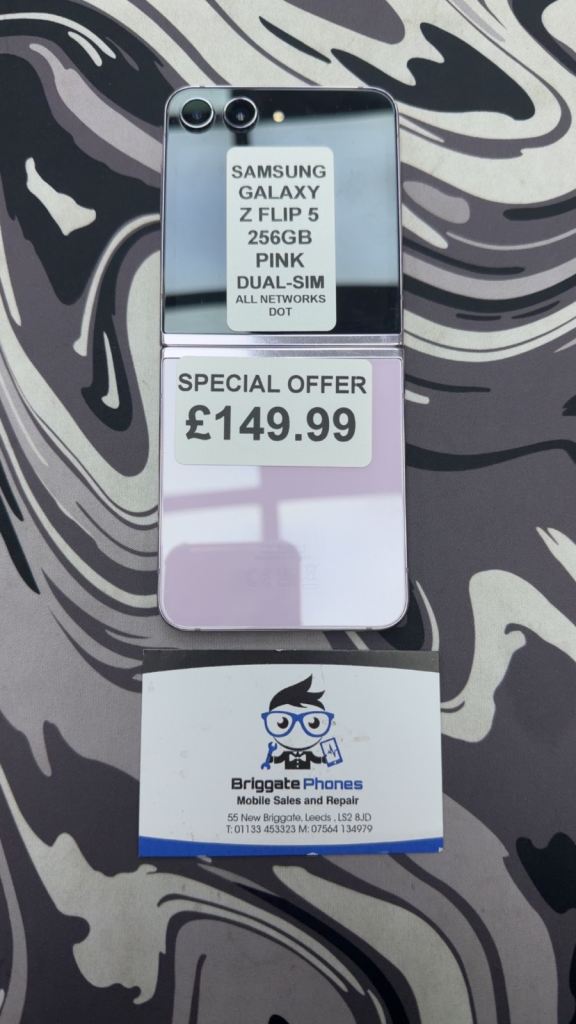 SAMSUNG
GALAXY
Z FLIP 5
256GB
PINK
DUAL-SIM
ALL NETWORKS
DOT
SPECIAL OFFER
£149.99
Briggate Phones
Mobile Sales and Repair
55 New Briggate, Leeds , LS2 8JD
T: 01133 453323 M: 07564 134979